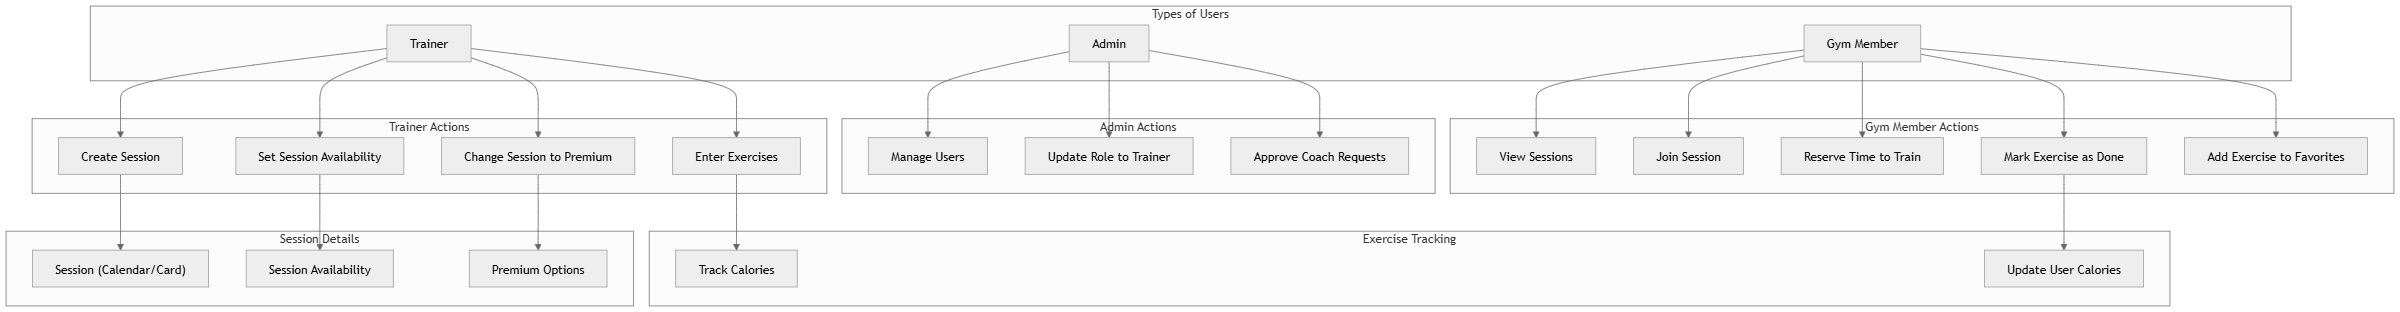 Types of Users
Trainer
Admin
Gym Member
Trainer Actions
Admin Actions
Gym Member Actions
Create Session
Set Session Availability
Change Session to Premium
Enter Exercises
Manage Users
Update Role to Trainer
Approve Coach Requests
View Sessions
Join Session
Reserve Time to Train
Mark Exercise as Done
Add Exercise to Favorites
Session Details
Exercise Tracking
Session (Calendar/Card)
Session Availability
Premium Options
Track Calories
Update User Calories